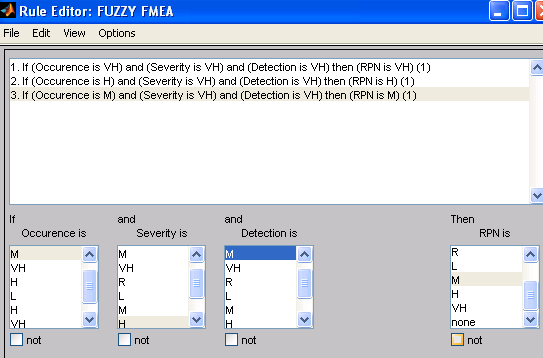 Rule Editor: FUZZY FMEA
File Edit View Options
1. If (Occurence is VH) and (Severity is VH) and (Detection is VH) then (RPN is VH) (1)
2. If (Occurence is H) and (Severity is VH) and (Detection is VH) then (RPN is H) (1)
3. If (Occurence is M) and (Severity is VH) and (Detection is VH) then (RPN is M) (1)
If and and Then
Occurence is Severity is Detection is RPN is
M M M R
VH VH VH L
H R R M
L L L H
H M M VH
VH H H none
not not not not